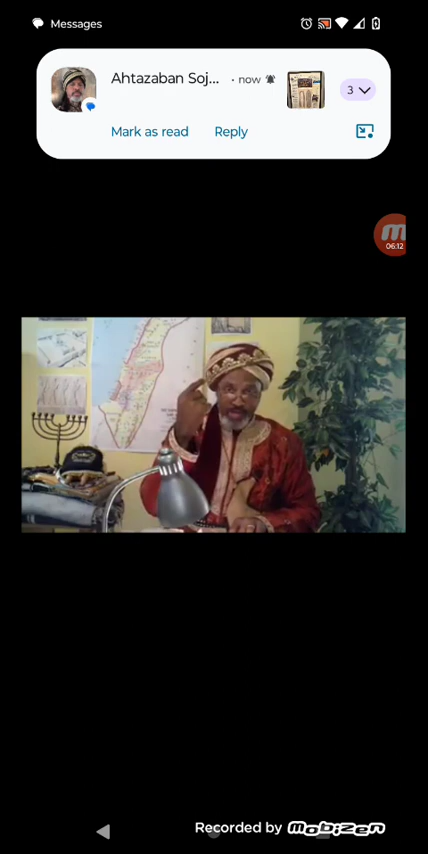 Messages
Ahtazaban Soj... • now
3
Mark as read
Reply
06:12
Recorded by Mobizen